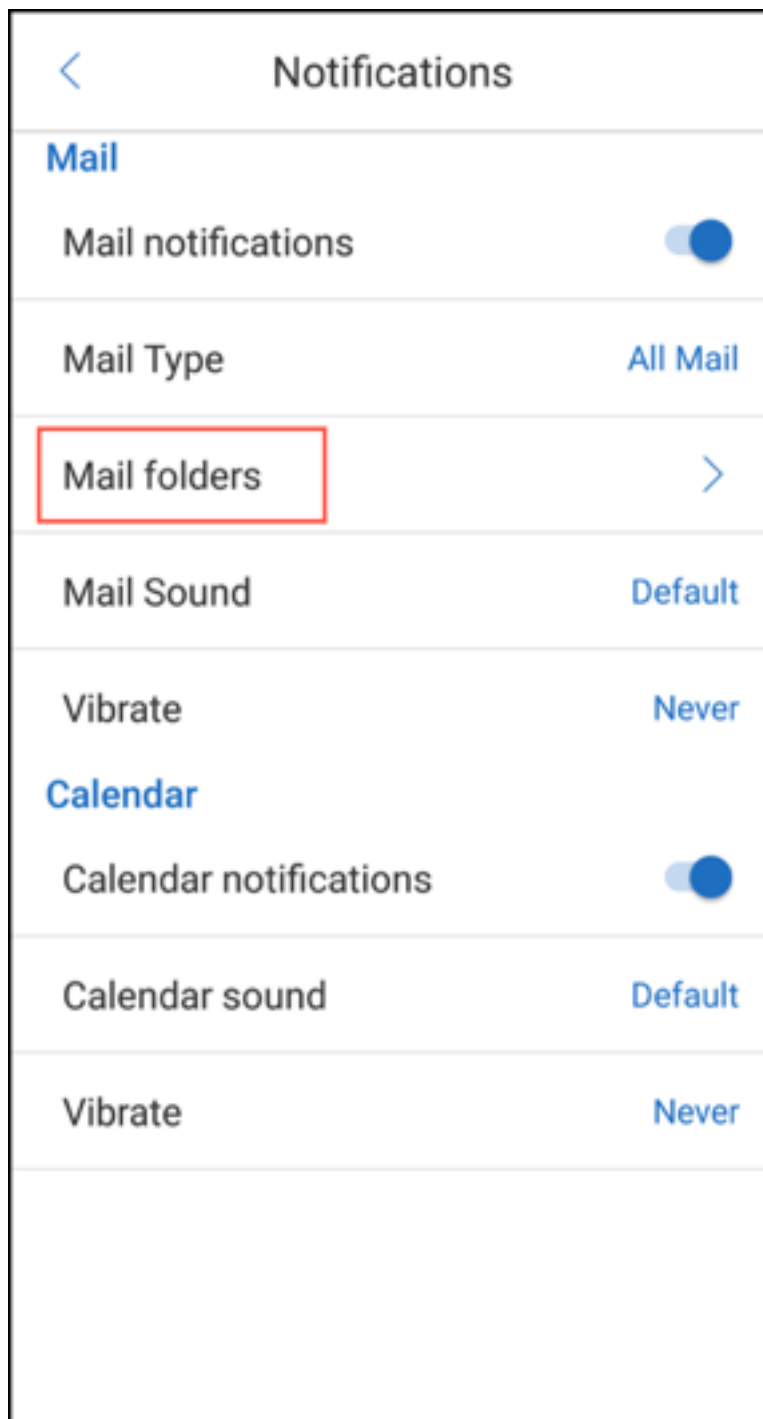 Notifications
Mail
Mail notifications
Mail Type All Mail
Mail folders
Mail Sound Default
Vibrate Never
Calendar
Calendar notifications
Calendar sound Default
Vibrate Never